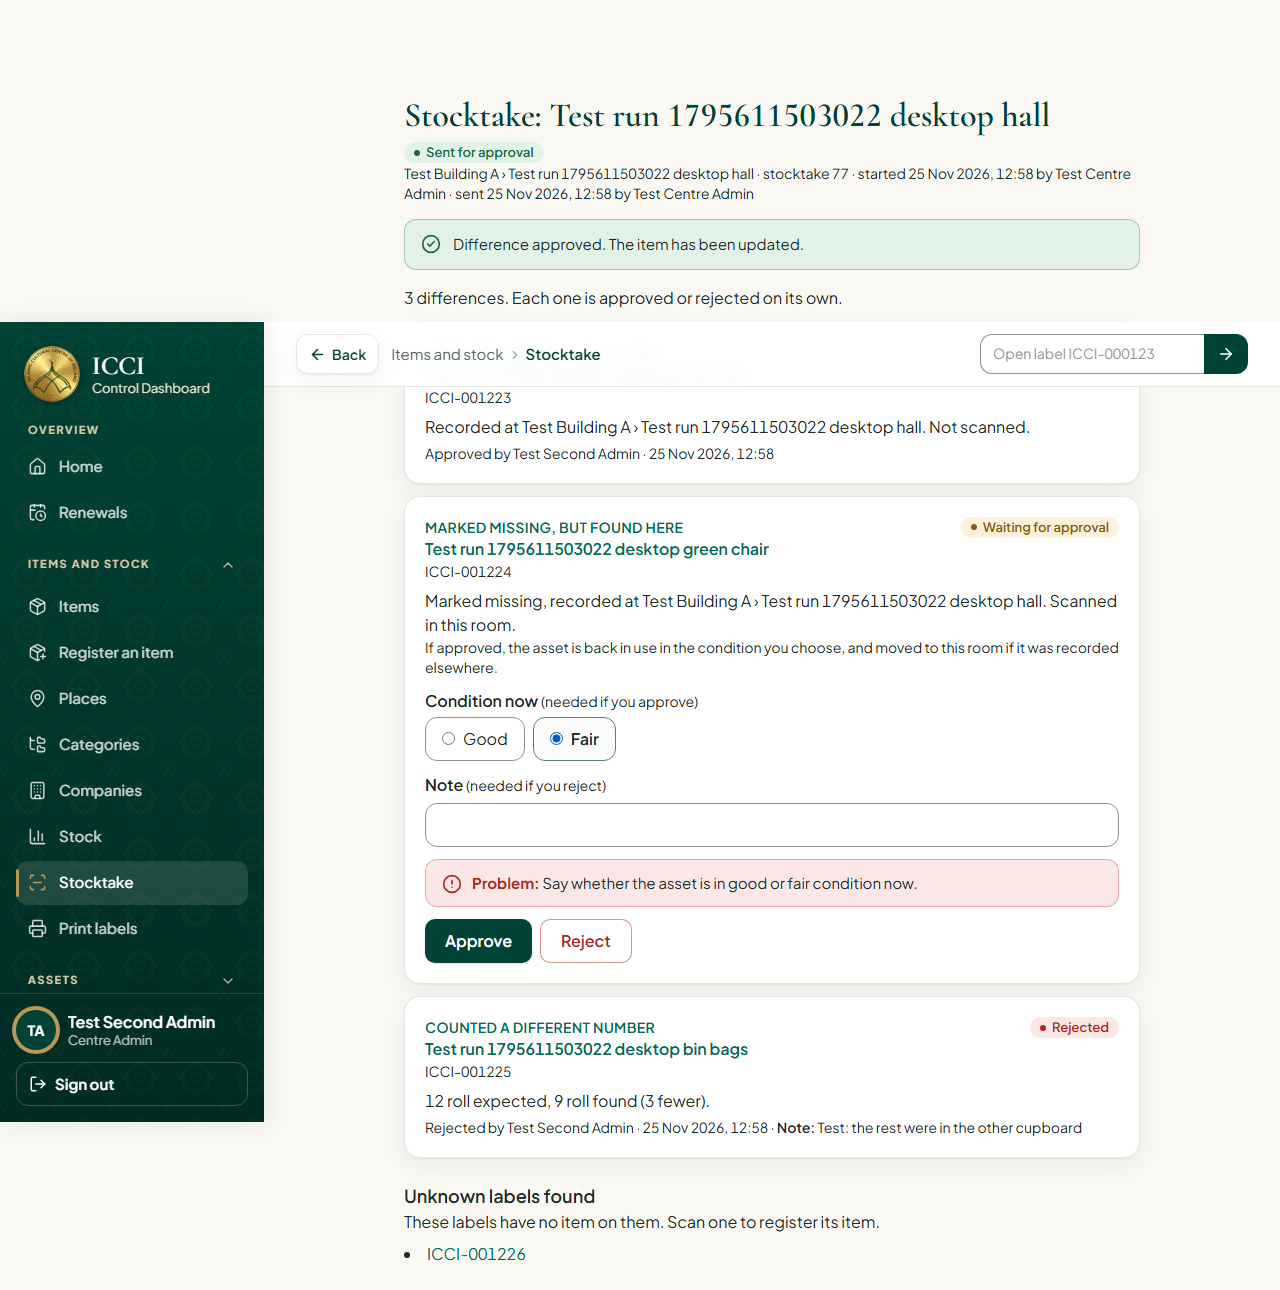 Stocktake: Test run 1795611503022 desktop hall
Sent for approval
Test Building A › Test run 1795611503022 desktop hall · stocktake 77 · started 25 Nov 2026, 12:58 by Test Centre
Admin · sent 25 Nov 2026, 12:58 by Test Centre Admin
Difference approved. The item has been updated.
3 differences. Each one is approved or rejected on its own.
ICCI
Control Dashboard
OVERVIEW
Home
Renewals
ITEMS AND STOCK
Items
Register an item
Places
Categories
Companies
Stock
Stocktake
Print labels
ASSETS
TA
Test Second Admin
Centre Admin
Sign out
Back
Items and stock › Stocktake
Open label ICCI-000123
ICCI-001223
Recorded at Test Building A › Test run 1795611503022 desktop hall. Not scanned.
Approved by Test Second Admin · 25 Nov 2026, 12:58
MARKED MISSING, BUT FOUND HERE
Waiting for approval
Test run 1795611503022 desktop green chair
ICCI-001224
Marked missing, recorded at Test Building A › Test run 1795611503022 desktop hall. Scanned
in this room.
If approved, the asset is back in use in the condition you choose, and moved to this room if it was recorded
elsewhere.
Condition now (needed if you approve)
Good
Fair
Note (needed if you reject)
Problem: Say whether the asset is in good or fair condition now.
Approve
Reject
COUNTED A DIFFERENT NUMBER
Rejected
Test run 1795611503022 desktop bin bags
ICCI-001225
12 roll expected, 9 roll found (3 fewer).
Rejected by Test Second Admin · 25 Nov 2026, 12:58 · Note: Test: the rest were in the other cupboard
Unknown labels found
These labels have no item on them. Scan one to register its item.
ICCI-001226